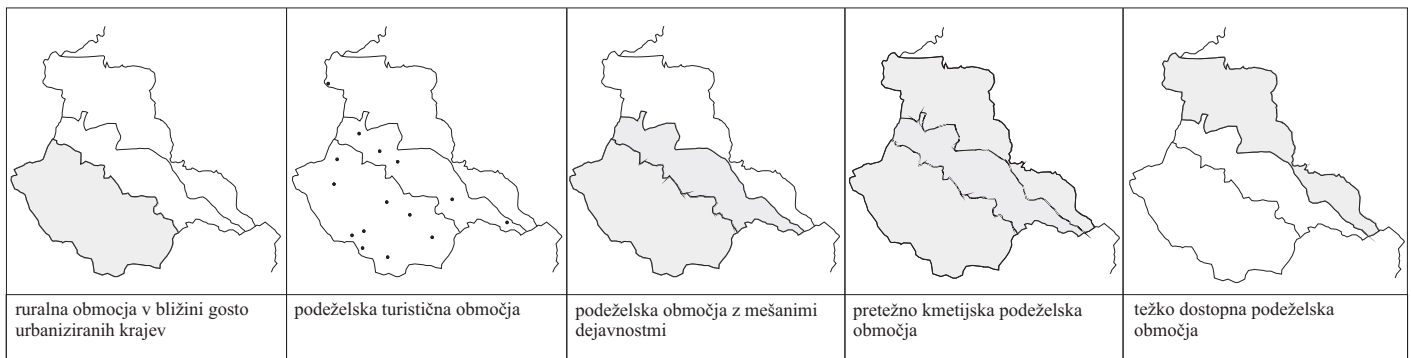 ruralna obmocja v bližini gosto
urbaniziranih krajev
podeželska turistična območja
podeželska območja z mešanimi
dejavnostmi
pretežno kmetijska podeželska
območja
težko dostopna podeželska
območja